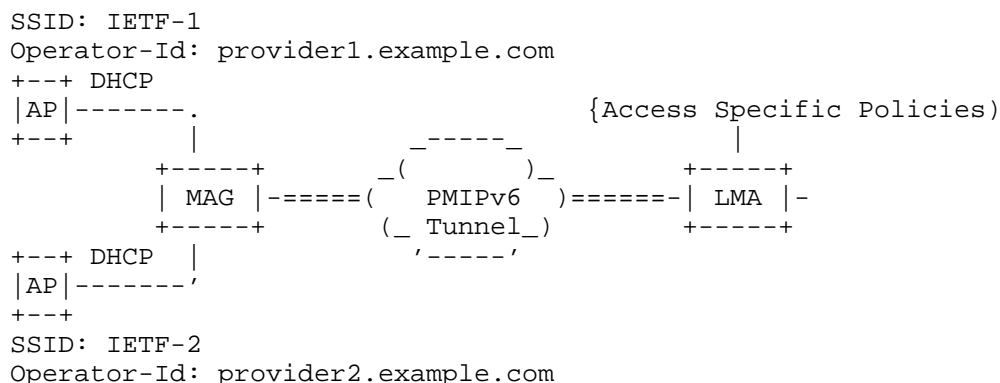 SSID: IETF-1
Operator-Id: provider1.example.com
+--+ DHCP
|AP|-------.                          {Access Specific Policies)
+--+       |             _-----_                |
         +-----+       _(       )_           +-----+
         | MAG |-=====(   PMIPv6  )======-| LMA |-
         +-----+       (_ Tunnel_)           +-----+
+--+ DHCP  |             '-----'
|AP|-------'
+--+
SSID: IETF-2
Operator-Id: provider2.example.com